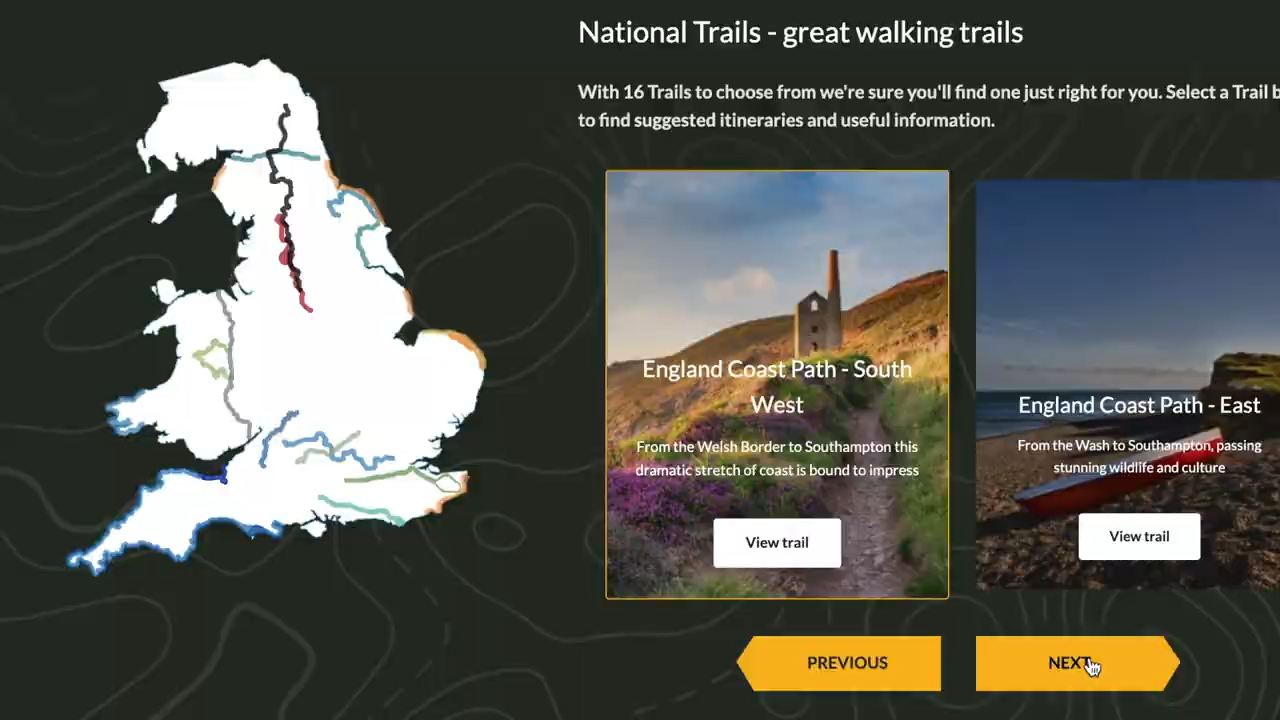 National Trails - great walking trails
With 16 Trails to choose from we're sure you'll find one just right for you. Select a Trail b
to find suggested itineraries and useful information.
England Coast Path - South
West
From the Welsh Border to Southampton this
dramatic stretch of coast is bound to impress
View trail
England Coast Path - East
From the Wash to Southampton, passing
stunning wildlife and culture
View trail
PREVIOUS
NEXT